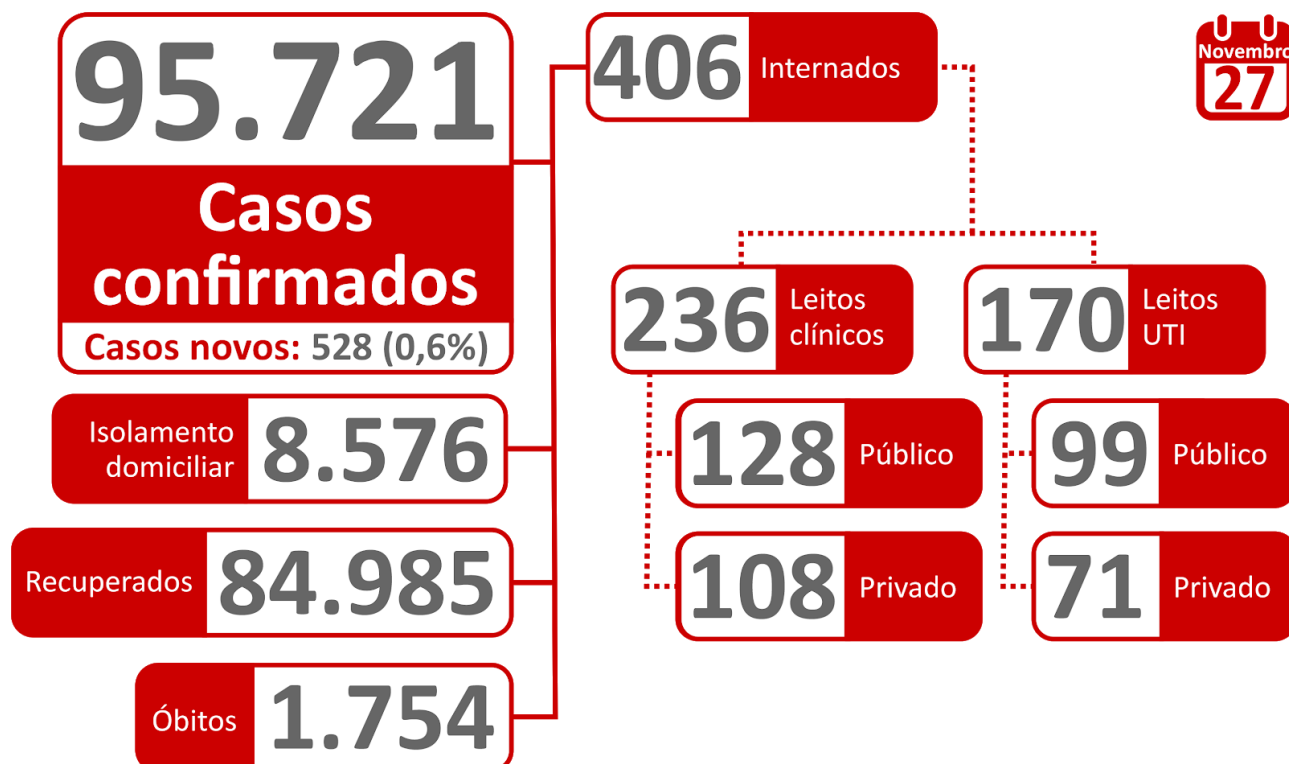 95.721
Casos
confirmados
Casos novos: 528 (0,6%)
406 Internados
Novembro
27
236 Leitos
clínicos
170 Leitos
UTI
128 Público
99 Público
108 Privado
71 Privado
Isolamento
domiciliar 8.576
Recuperados 84.985
Óbitos 1.754